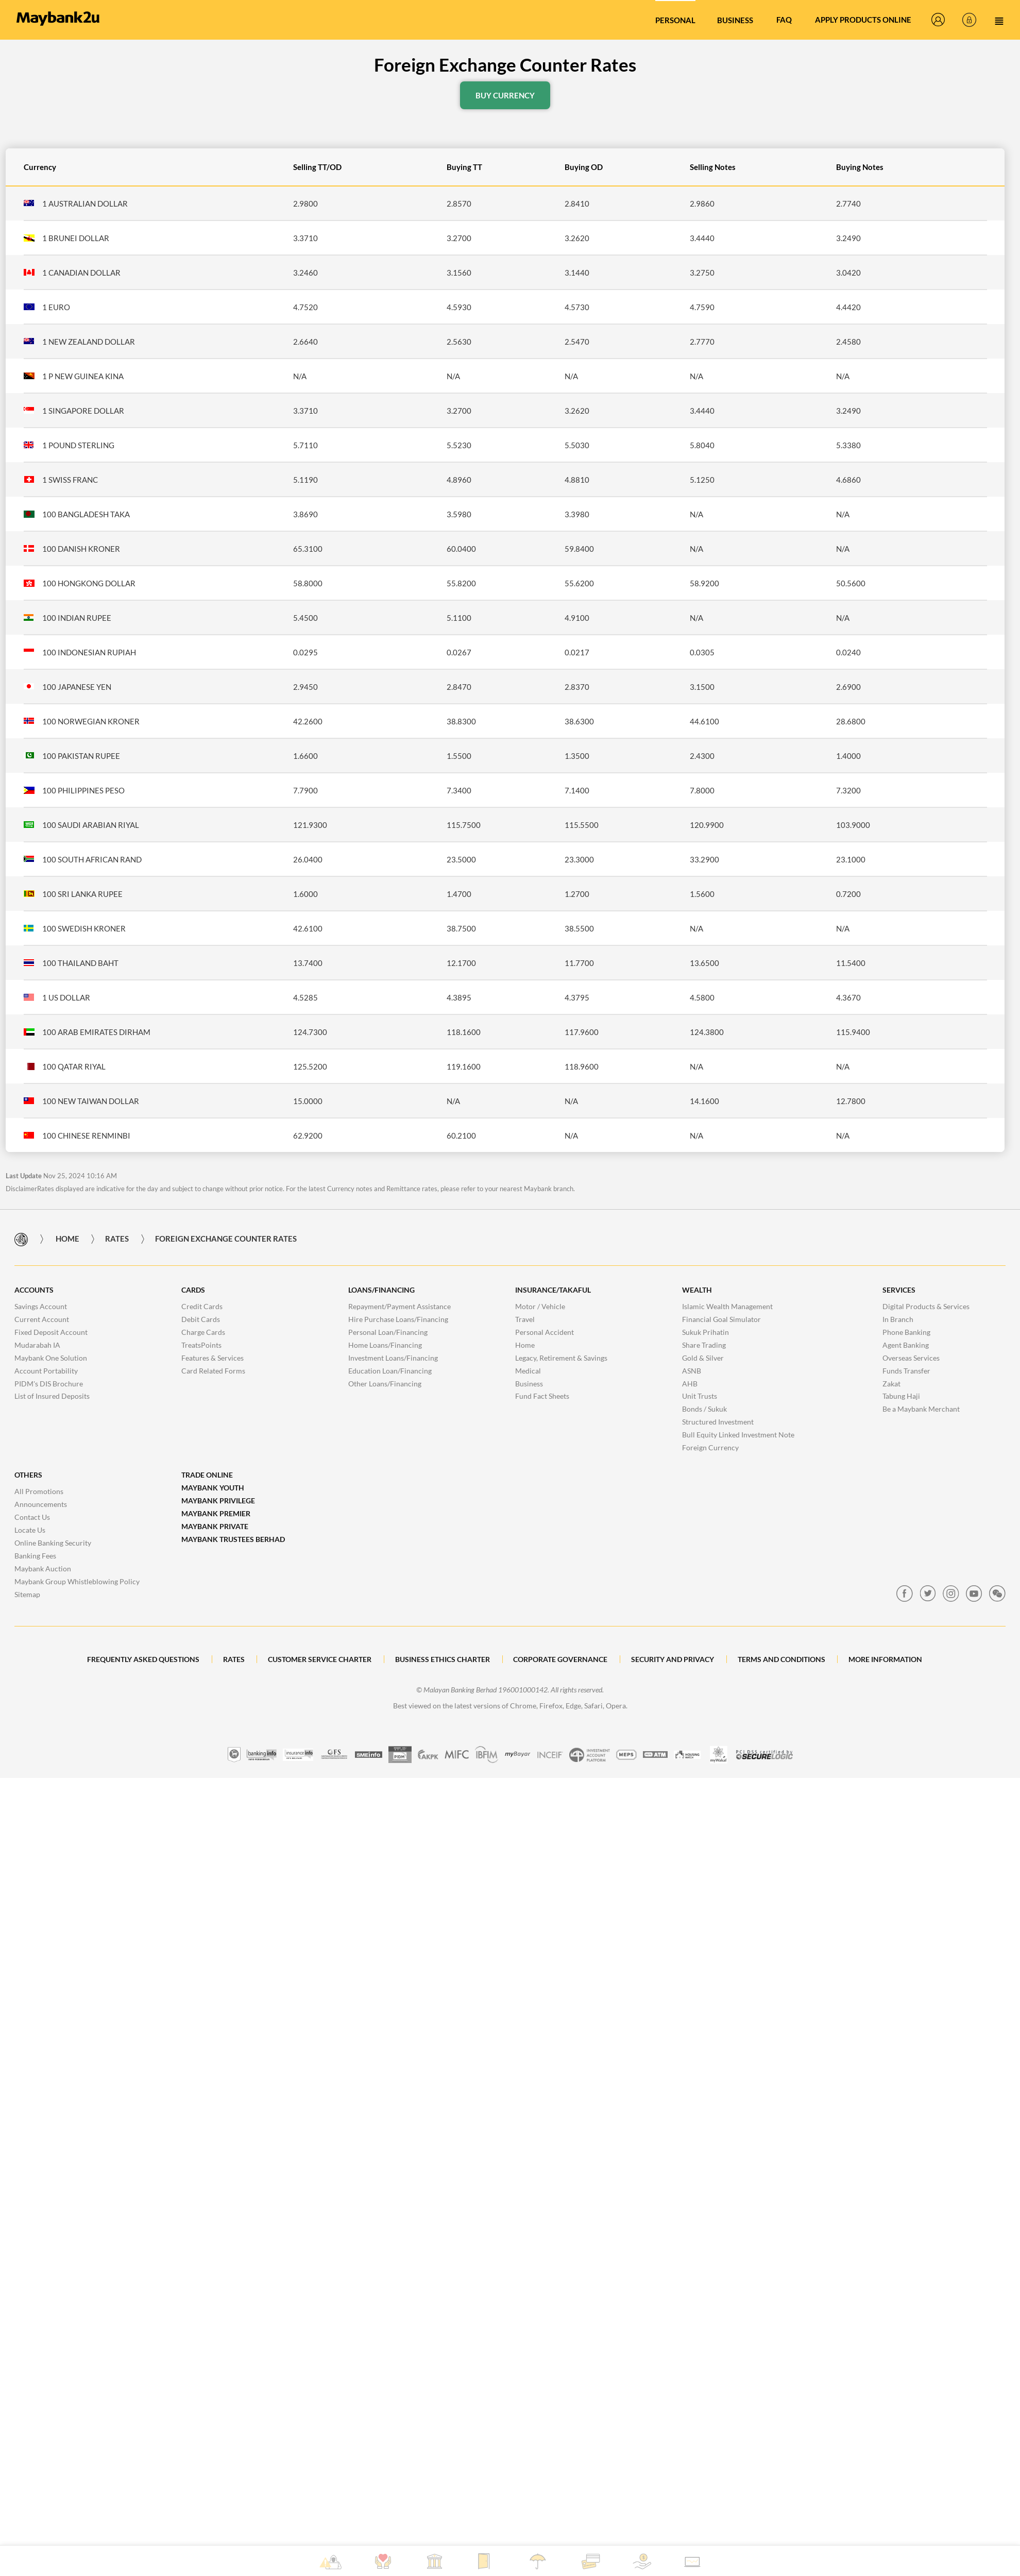 Maybank2u
PERSONAL BUSINESS FAQ APPLY PRODUCTS ONLINE
Foreign Exchange Counter Rates
BUY CURRENCY
Currency Selling TT/OD Buying TT Buying OD Selling Notes Buying Notes
1 AUSTRALIAN DOLLAR 2.9800 2.8570 2.8410 2.9860 2.7740
1 BRUNEI DOLLAR 3.3710 3.2700 3.2620 3.4440 3.2490
1 CANADIAN DOLLAR 3.2460 3.1560 3.1440 3.2750 3.0420
1 EURO 4.7520 4.5930 4.5730 4.7590 4.4420
1 NEW ZEALAND DOLLAR 2.6640 2.5630 2.5470 2.7770 2.4580
1 P NEW GUINEA KINA N/A N/A N/A N/A N/A
1 SINGAPORE DOLLAR 3.3710 3.2700 3.2620 3.4440 3.2490
1 POUND STERLING 5.7110 5.5230 5.5030 5.8040 5.3380
1 SWISS FRANC 5.1190 4.8960 4.8810 5.1250 4.6860
100 BANGLADESH TAKA 3.8690 3.5980 3.3980 N/A N/A
100 DANISH KRONER 65.3100 60.0400 59.8400 N/A N/A
100 HONGKONG DOLLAR 58.8000 55.8200 55.6200 58.9200 50.5600
100 INDIAN RUPEE 5.4500 5.1100 4.9100 N/A N/A
100 INDONESIAN RUPIAH 0.0295 0.0267 0.0217 0.0305 0.0240
100 JAPANESE YEN 2.9450 2.8470 2.8370 3.1500 2.6900
100 NORWEGIAN KRONER 42.2600 38.8300 38.6300 44.6100 28.6800
100 PAKISTAN RUPEE 1.6600 1.5500 1.3500 2.4300 1.4000
100 PHILIPPINES PESO 7.7900 7.3400 7.1400 7.8000 7.3200
100 SAUDI ARABIAN RIYAL 121.9300 115.7500 115.5500 120.9900 103.9000
100 SOUTH AFRICAN RAND 26.0400 23.5000 23.3000 33.2900 23.1000
100 SRI LANKA RUPEE 1.6000 1.4700 1.2700 1.5600 0.7200
100 SWEDISH KRONER 42.6100 38.7500 38.5500 N/A N/A
100 THAILAND BAHT 13.7400 12.1700 11.7700 13.6500 11.5400
1 US DOLLAR 4.5285 4.3895 4.3795 4.5800 4.3670
100 ARAB EMIRATES DIRHAM 124.7300 118.1600 117.9600 124.3800 115.9400
100 QATAR RIYAL 125.5200 119.1600 118.9600 N/A N/A
100 NEW TAIWAN DOLLAR 15.0000 N/A N/A 14.1600 12.7800
100 CHINESE RENMINBI 62.9200 60.2100 N/A N/A N/A
Last Update Nov 25, 2024 10:16 AM
DisclaimerRates displayed are indicative for the day and subject to change without prior notice. For the latest Currency notes and Remittance rates, please refer to your nearest Maybank branch.
HOME RATES FOREIGN EXCHANGE COUNTER RATES
ACCOUNTS
Savings Account
Current Account
Fixed Deposit Account
Mudarabah IA
Maybank One Solution
Account Portability
PIDM's DIS Brochure
List of Insured Deposits
CARDS
Credit Cards
Debit Cards
Charge Cards
TreatsPoints
Features & Services
Card Related Forms
LOANS/FINANCING
Repayment/Payment Assistance
Hire Purchase Loans/Financing
Personal Loan/Financing
Home Loans/Financing
Investment Loans/Financing
Education Loan/Financing
Other Loans/Financing
INSURANCE/TAKAFUL
Motor / Vehicle
Travel
Personal Accident
Home
Legacy, Retirement & Savings
Medical
Business
Fund Fact Sheets
WEALTH
Islamic Wealth Management
Financial Goal Simulator
Sukuk Prihatin
Share Trading
Gold & Silver
ASNB
AHB
Unit Trusts
Bonds / Sukuk
Structured Investment
Bull Equity Linked Investment Note
Foreign Currency
SERVICES
Digital Products & Services
In Branch
Phone Banking
Agent Banking
Overseas Services
Funds Transfer
Zakat
Tabung Haji
Be a Maybank Merchant
OTHERS
All Promotions
Announcements
Contact Us
Locate Us
Online Banking Security
Banking Fees
Maybank Auction
Maybank Group Whistleblowing Policy
Sitemap
TRADE ONLINE
MAYBANK YOUTH
MAYBANK PRIVILEGE
MAYBANK PREMIER
MAYBANK PRIVATE
MAYBANK TRUSTEES BERHAD
FREQUENTLY ASKED QUESTIONS RATES CUSTOMER SERVICE CHARTER BUSINESS ETHICS CHARTER CORPORATE GOVERNANCE SECURITY AND PRIVACY TERMS AND CONDITIONS MORE INFORMATION
© Malayan Banking Berhad 196001000142, All rights reserved.
Best viewed on the latest versions of Chrome, Firefox, Edge, Safari, Opera.
bankinginfo insuranceinfo OFS SMEinfo PIDM AKPK MIFC IBFIM myBayar INCEIF INVESTMENT ACCOUNT PLATFORM MEPS ATM SECURELOGIC